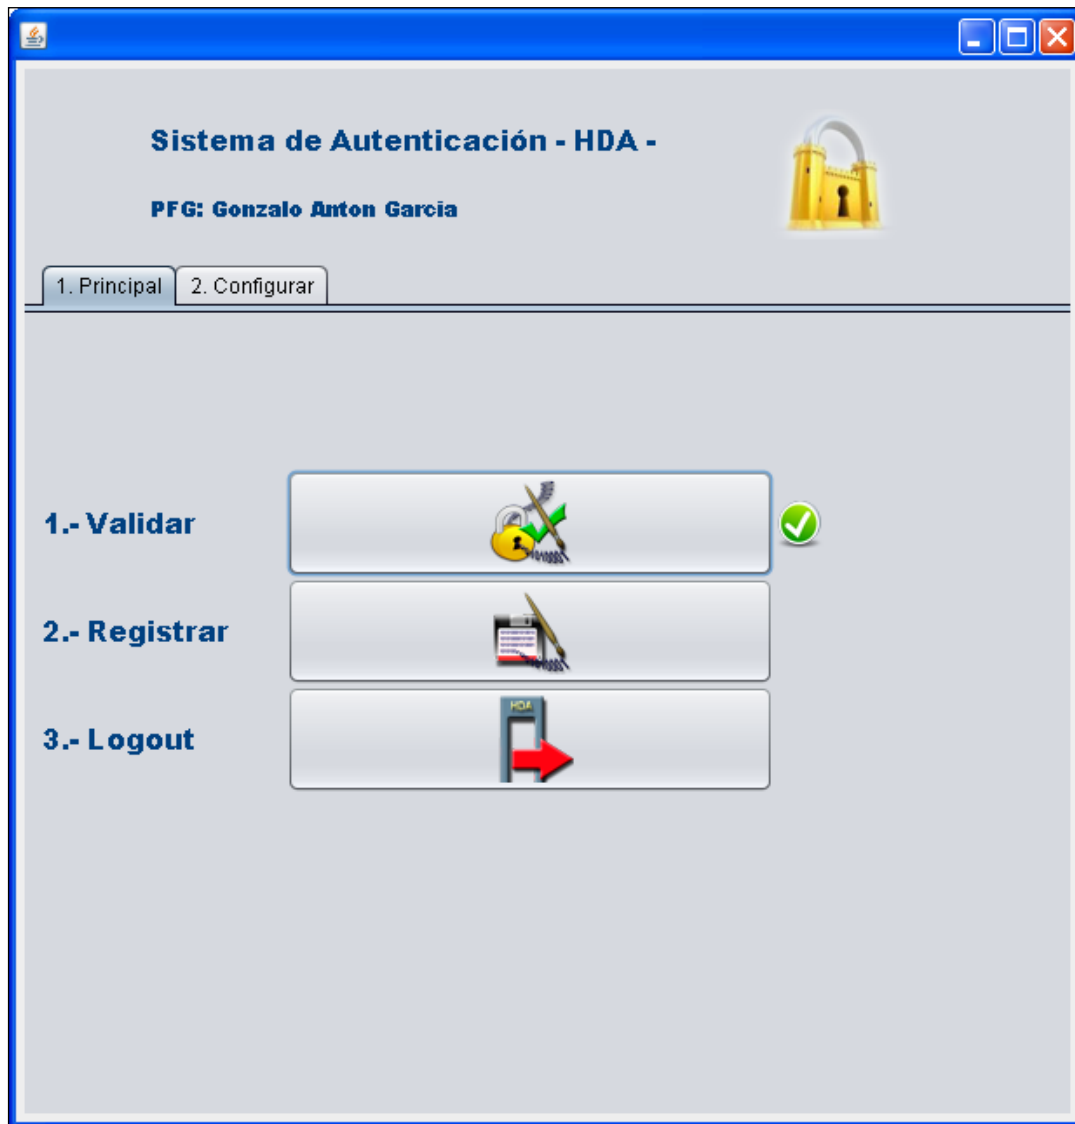 Sistema de Autenticación - HDA -
PFG: Gonzalo Anton Garcia
1. Principal 2. Configurar
1.- Validar
2.- Registrar
HDA
3.- Logout